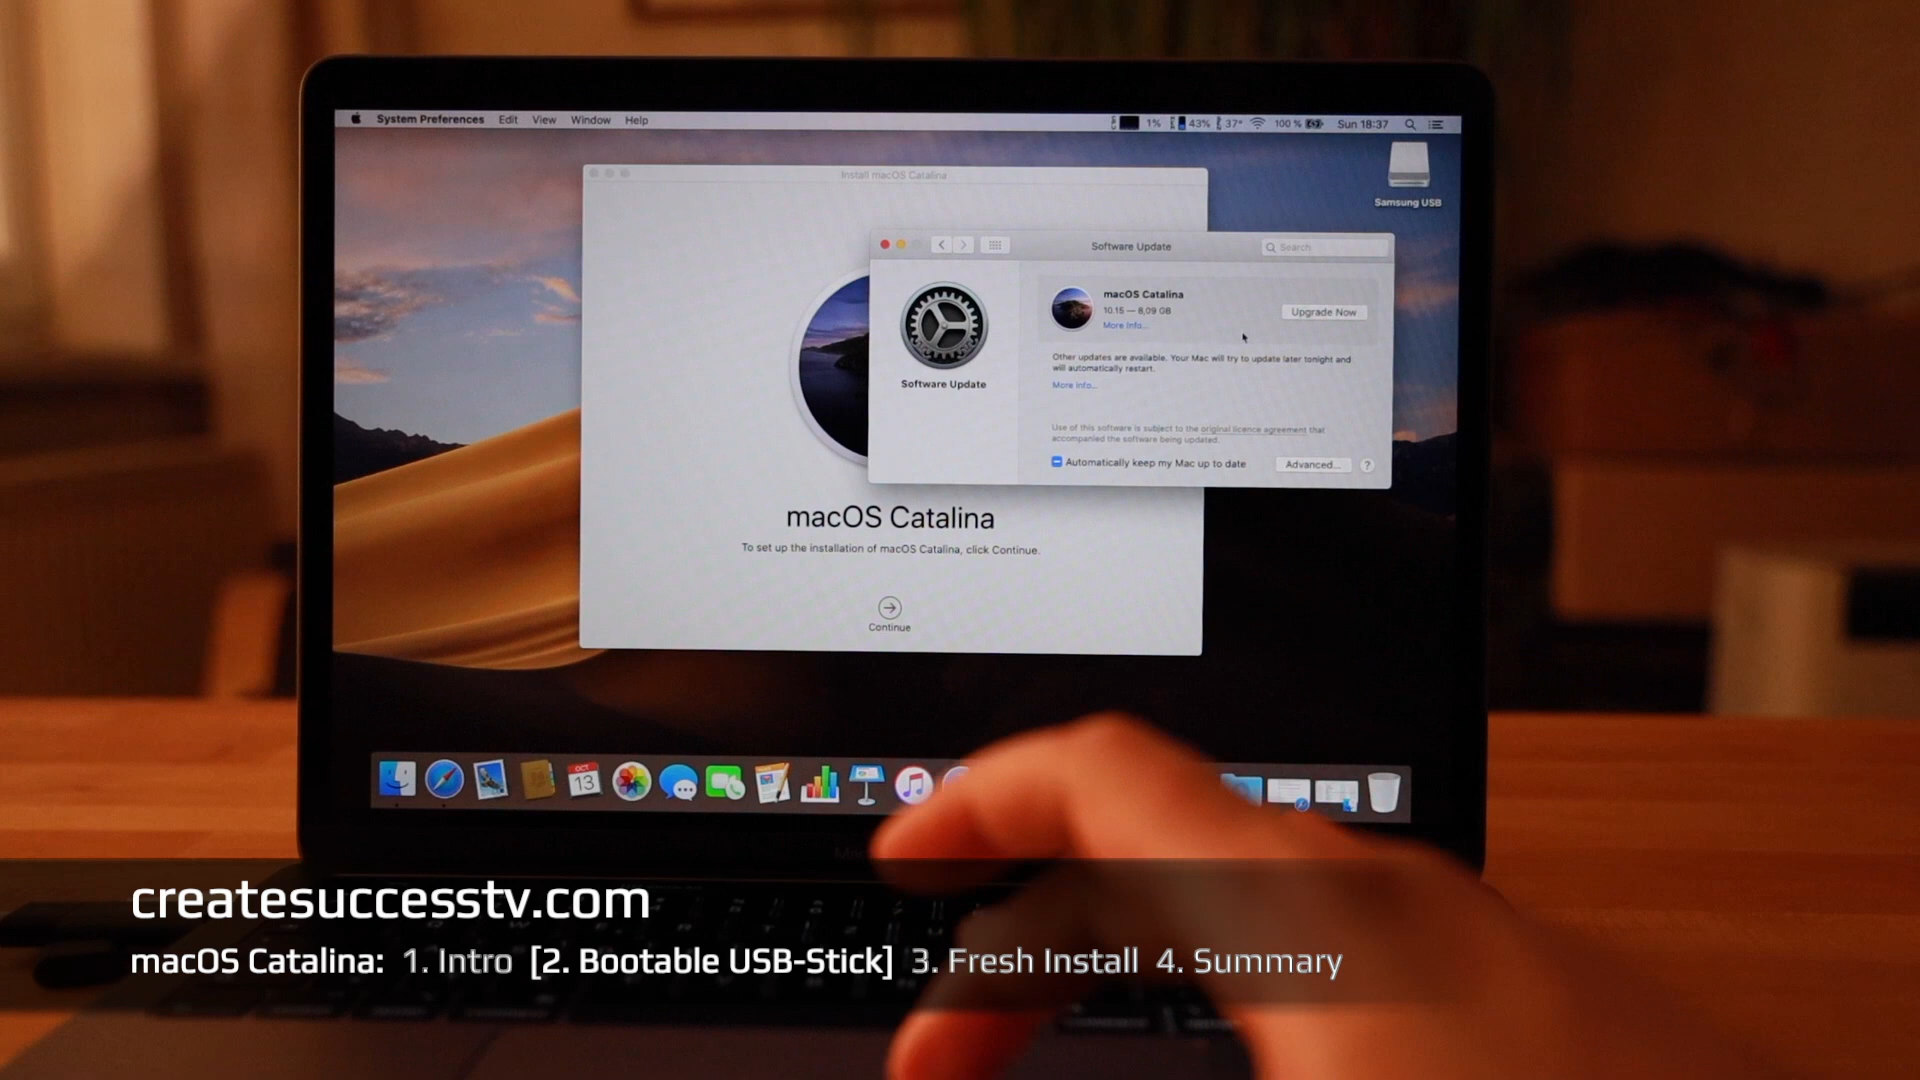 System Preferences Edit View Window Help
1% 43% 37° 100 % Sun 18:37
Samsung USB
Install macOS Catalina
Software Update
Search
macOS Catalina
10.15 — 8,09 GB
More info...
Upgrade Now
Software Update
Other updates are available. Your Mac will try to update later tonight and
will automatically restart.
More info...
Use of this software is subject to the original licence agreement that
accompanied the software being updated.
Automatically keep my Mac up to date
Advanced...
?
macOS Catalina
To set up the installation of macOS Catalina, click Continue.
Continue
OCT
13
createsuccesstv.com
macOS Catalina: 1. Intro [2. Bootable USB-Stick] 3. Fresh Install 4. Summary